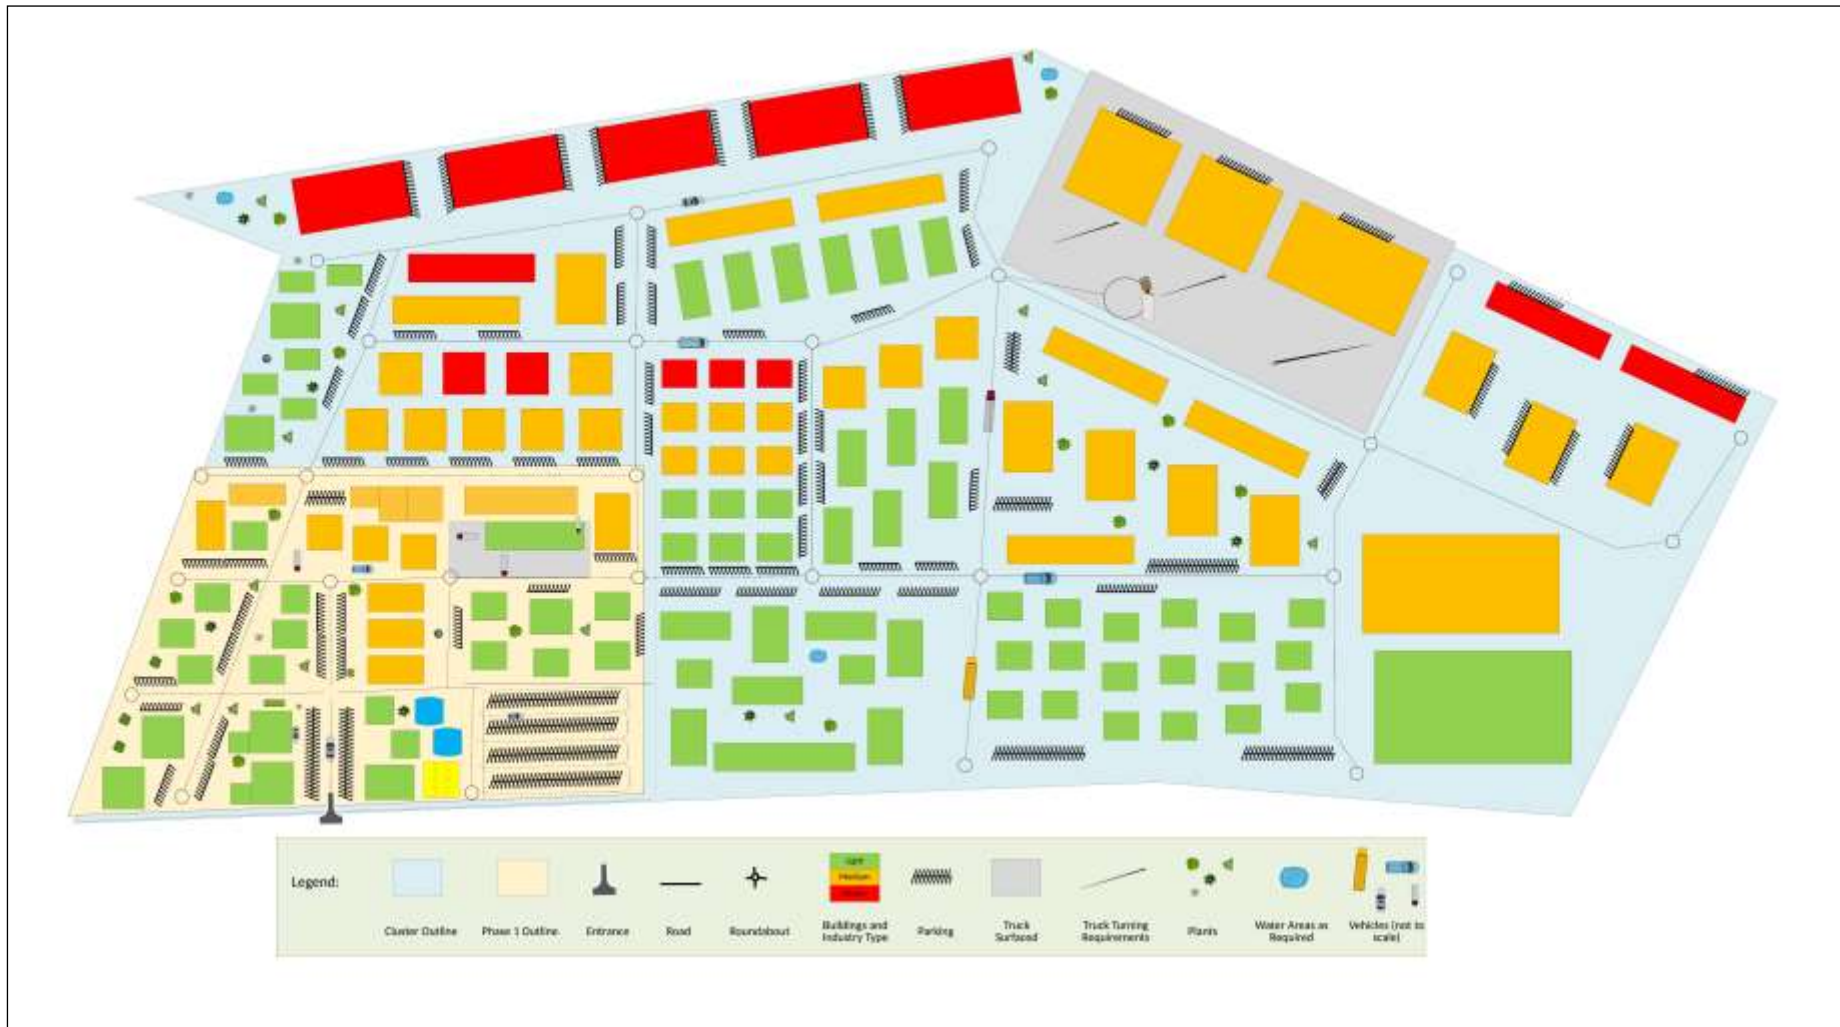 Legend:
Light
Medium
Cluster Outline
Phase 1 Outline
Entrance
Road
Roundabout
Buildings and
Industry Type
Parking
Truck
Surfaced
Truck Turning
Requirements
Plants
Water Areas as
Required
Vehicles (not to
scale)